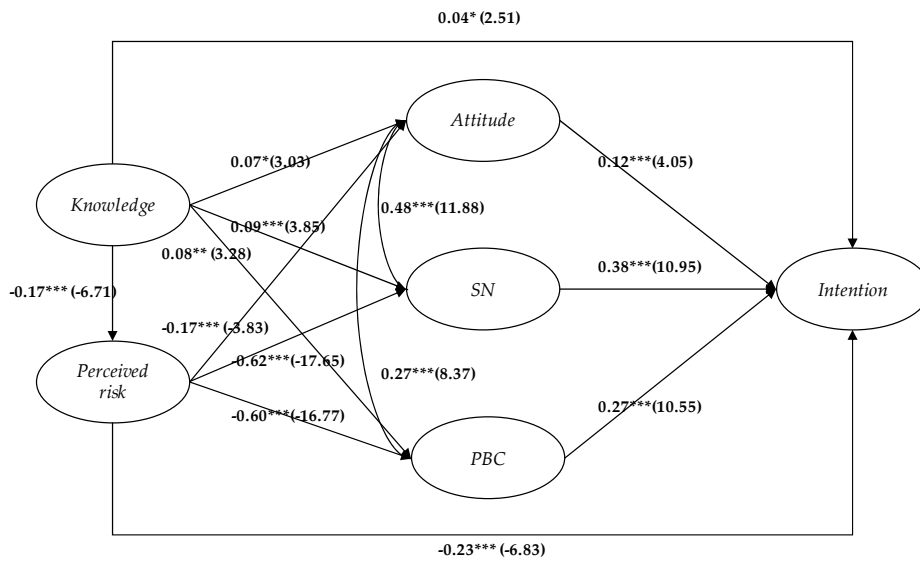 0.04* (2.51)
Attitude
0.07*(3.03)
0.12***(4.05)
Knowledge
0.48***(11.88)
0.09***(3.85)
0.08** (3.28)
0.38***(10.95)
-0.17***(-6.71)
SN
Intention
-0.17*** (-3.83)
-0.62***(-17.65)
Perceived
risk
0.27***(8.37)
-0.60***(-16.77)
0.27***(10.55)
PBC
-0.23*** (-6.83)